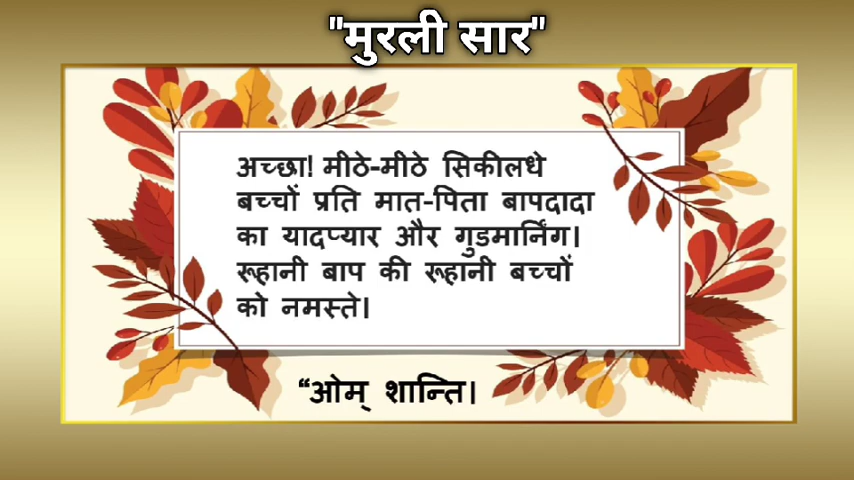 "मुरली सार"
अच्छा! मीठे-मीठे सिकीलधे
बच्चों प्रति मात-पिता बापदादा
का यादप्यार और गुडमार्निंग।
रूहानी बाप की रूहानी बच्चों
को नमस्ते।
“ओम् शान्ति।